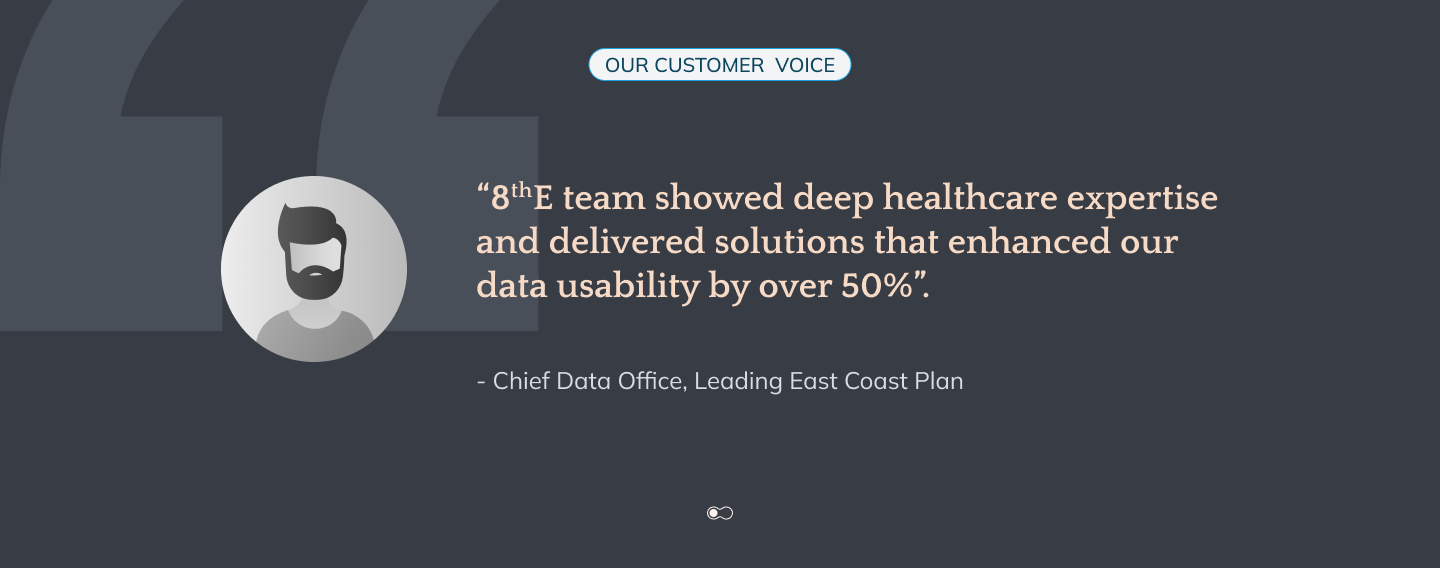 OUR CUSTOMER  VOICE
“8thE team showed deep healthcare expertise
and delivered solutions that enhanced our
data usability by over 50%”.
- Chief Data Office, Leading East Coast Plan